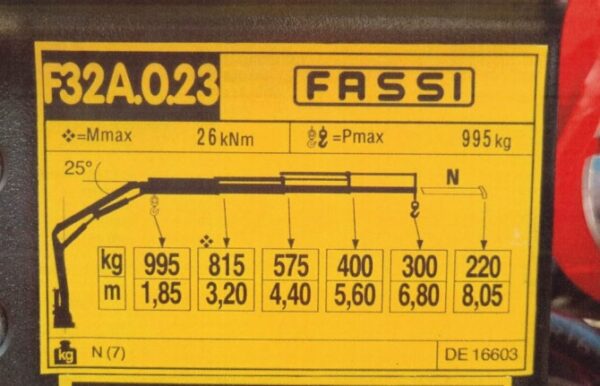 F32A.0.23 FASSI
=Mmax 26 kNm =Pmax 995 kg
25° N
kg 995 815 575 400 300 220
m 1,85 3,20 4,40 5,60 6,80 8,05
kg N (7) DE 16603